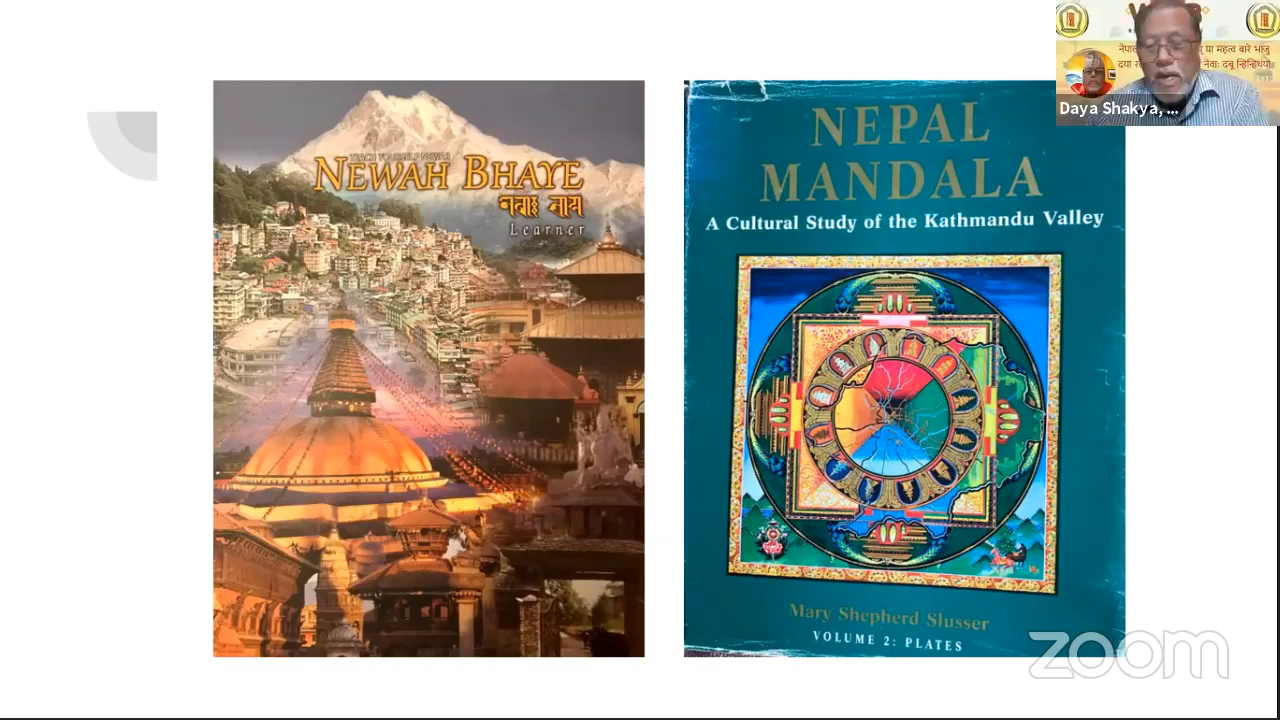 TEACH YOURSELF NEWAR
NEWAH BHAYE
Learner
NEPAL
MANDALA
A Cultural Study of the Kathmandu Valley
Mary Shepherd Slusser
VOLUME 2: PLATES
Daya Shakya, ...
zoom